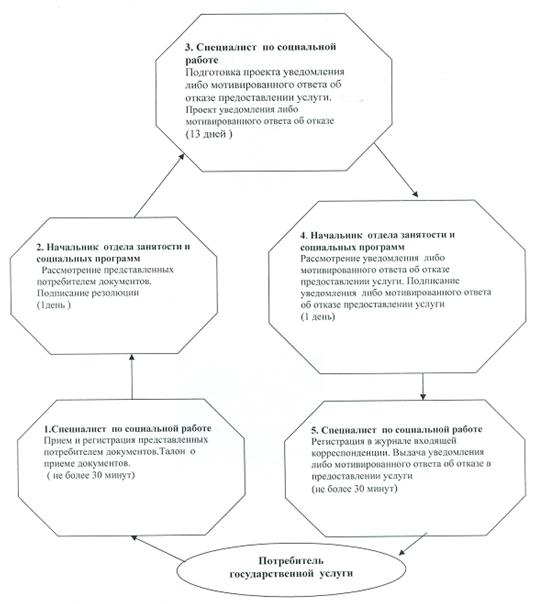 3. Специалист по социальной
работе
Подготовка проекта уведомления
либо мотивированного ответа об
отказе предоставлении услуги.
Проект уведомления либо
мотивированного ответа об отказе
(13 дней )
2. Начальник отдела занятости и
социальных программ
Рассмотрение представленных
потребителем документов.
Подписание резолюции
(1день )
4. Начальник отдела занятости и
социальных программ
Рассмотрение уведомления либо
мотивированного ответа об отказе
предоставлении услуги. Подписание
уведомления либо мотивированного ответа
об отказе предоставлении услуги
(1 день)
1.Специалист по социальной работе
Прием и регистрация представленных
потребителем документов.Талон о
приеме документов.
( не более 30 минут)
5. Специалист по социальной работе
Регистрация в журнале входящей
корреспонденции. Выдача уведомления
либо мотивированного ответа об отказе в
предоставлении услуги
(не более 30 минут)
Потребитель
государственной услуги